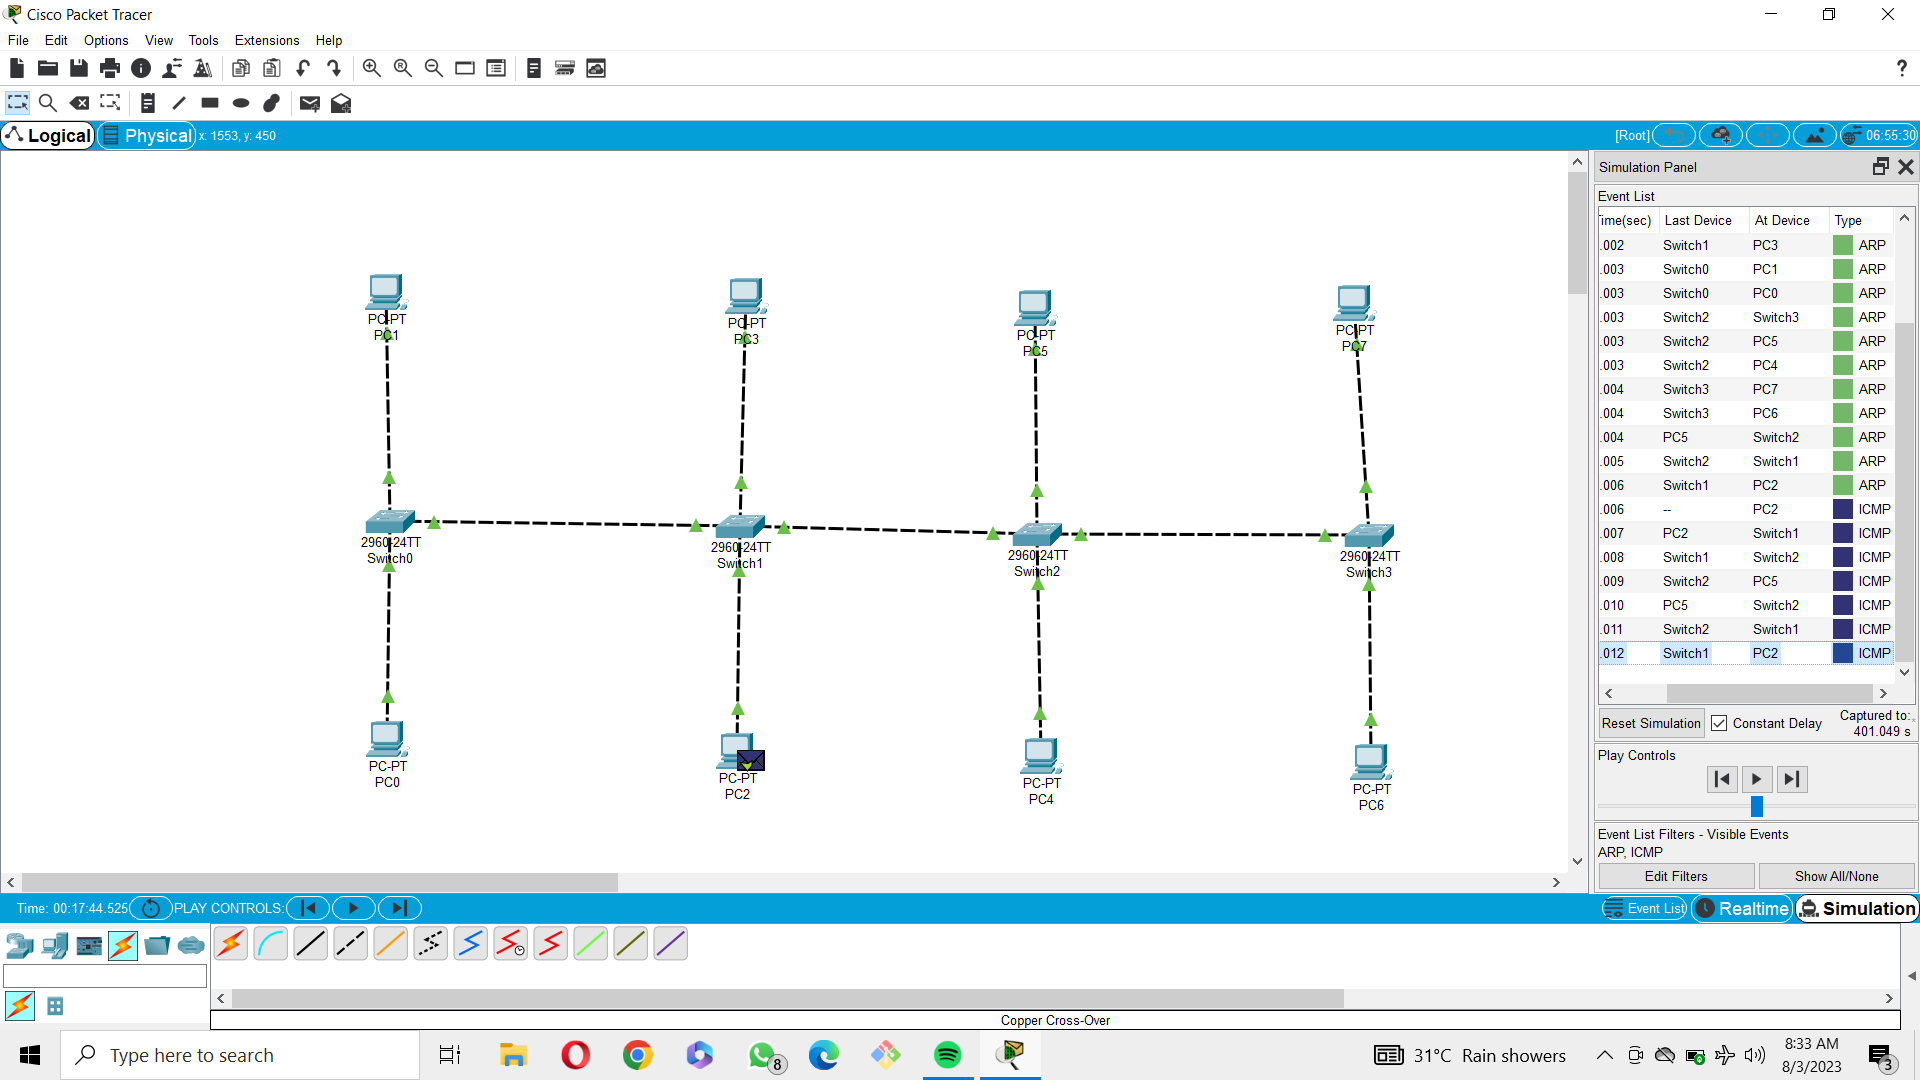 Cisco Packet Tracer
File Edit Options View Tools Extensions Help
Logical Physical x: 1553, y: 450 [Root] 06:55:30
PC-PT
PC1
PC-PT
PC3
PC-PT
PC5
PC-PT
PC7
2960-24TT
Switch0
2960-24TT
Switch1
2960-24TT
Switch2
2960-24TT
Switch3
PC-PT
PC0
PC-PT
PC2
PC-PT
PC4
PC-PT
PC6
Simulation Panel
Event List
Time(sec) Last Device At Device Type
.002 Switch1 PC3 ARP
.003 Switch0 PC1 ARP
.003 Switch0 PC0 ARP
.003 Switch2 Switch3 ARP
.003 Switch2 PC5 ARP
.003 Switch2 PC4 ARP
.004 Switch3 PC7 ARP
.004 Switch3 PC6 ARP
.004 PC5 Switch2 ARP
.005 Switch2 Switch1 ARP
.006 Switch1 PC2 ARP
.006 -- PC2 ICMP
.007 PC2 Switch1 ICMP
.008 Switch1 Switch2 ICMP
.009 Switch2 PC5 ICMP
.010 PC5 Switch2 ICMP
.011 Switch2 Switch1 ICMP
.012 Switch1 PC2 ICMP
Reset Simulation Constant Delay Captured to:
401.049 s
Play Controls
Event List Filters - Visible Events
ARP, ICMP
Edit Filters Show All/None
Time: 00:17:44.525 PLAY CONTROLS: Event List Realtime Simulation
Copper Cross-Over
Type here to search 8 31°C Rain showers 8:33 AM
8/3/2023 3